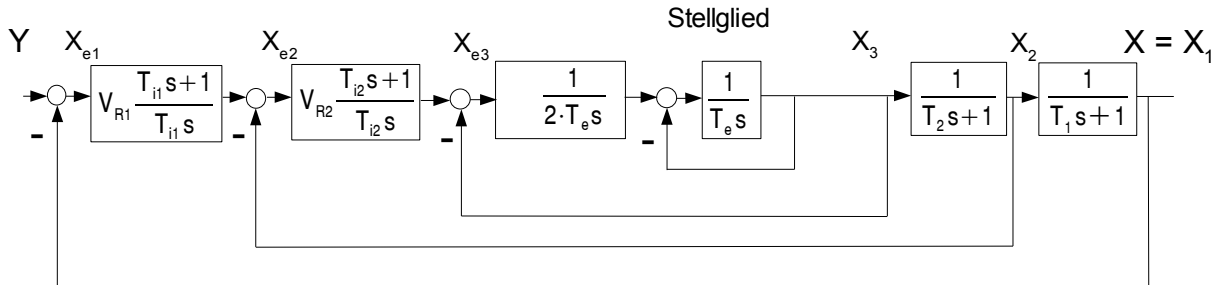 Stellglied
Y
X_e1
X_e2
X_e3
X_3
X_2
X = X_1
V_R1 (T_i1 s+1)/(T_i1 s)
V_R2 (T_i2 s+1)/(T_i2 s)
1/(2·T_e s)
1/(T_e s)
1/(T_2 s+1)
1/(T_1 s+1)
-
-
-
-